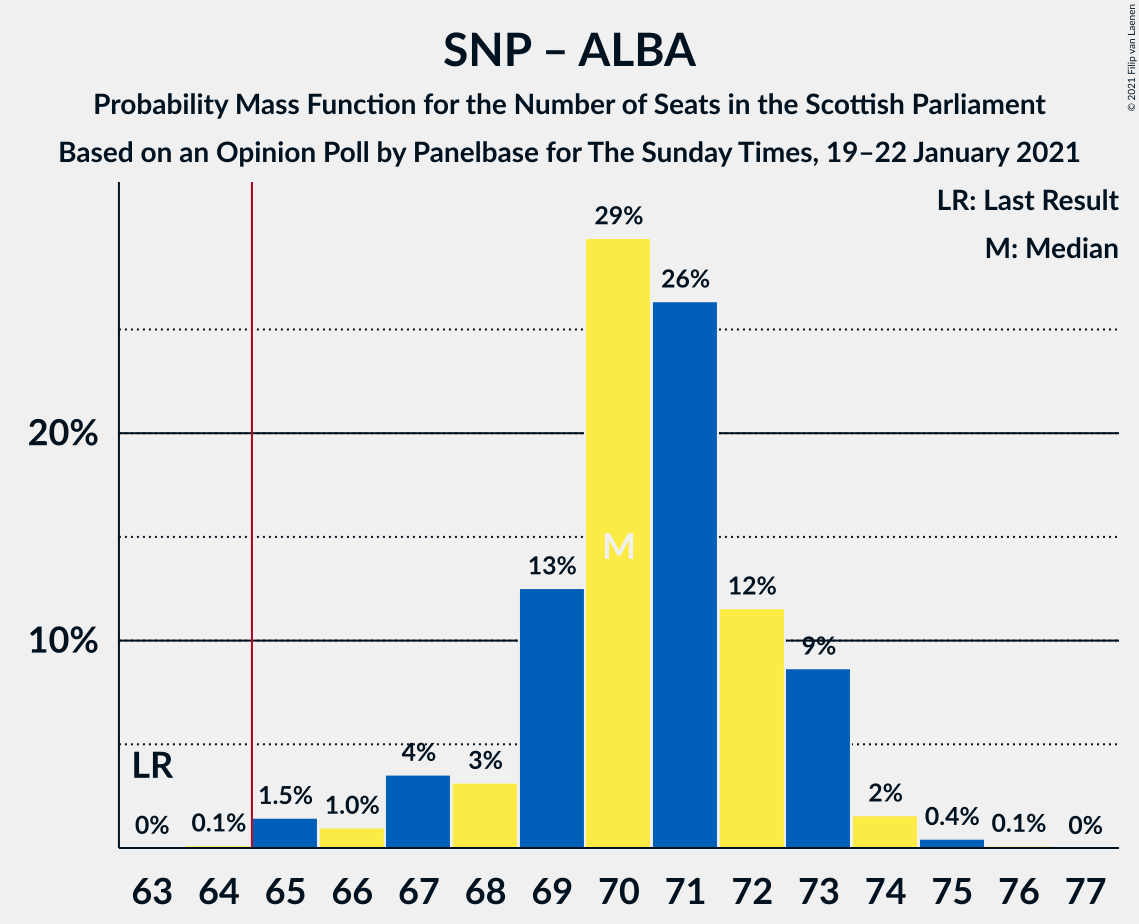 SNP – ALBA
Probability Mass Function for the Number of Seats in the Scottish Parliament
Based on an Opinion Poll by Panelbase for The Sunday Times, 19–22 January 2021
© 2021 Filip van Laenen
LR: Last Result
M: Median
20%
10%
LR
M
0%
0.1%
1.5%
1.0%
4%
3%
13%
29%
26%
12%
9%
2%
0.4%
0.1%
0%
63 64 65 66 67 68 69 70 71 72 73 74 75 76 77